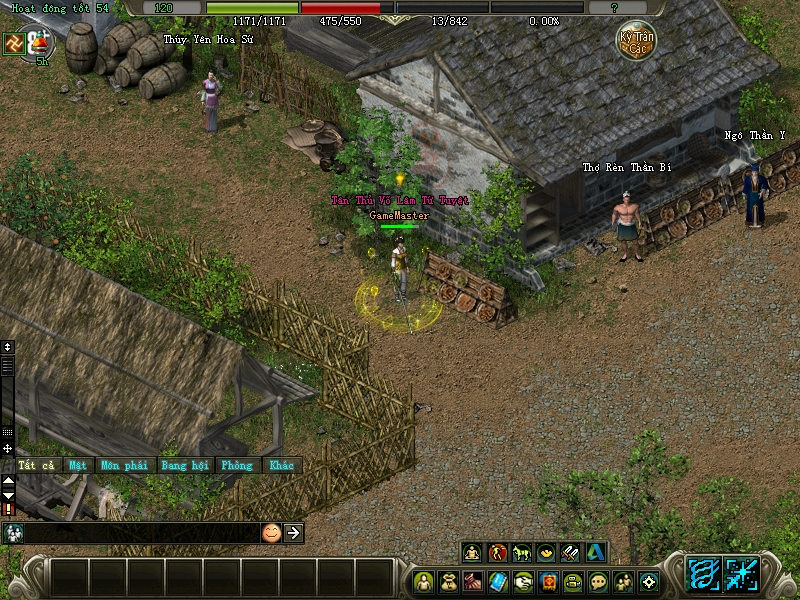 Hoạt động tốt 54
120
?
1171/1171
475/550
13/842
0.00%
Thúy Yên Hoa Sứ
Kỳ Trân
Các
5h
Ngô Thần Y
Thợ Rèn Thần Bí
Tân Thủ Võ Lâm Tứ Tuyệt
GameMaster
Tất cả
Mật
Môn phái
Bang hội
Phòng
Khác